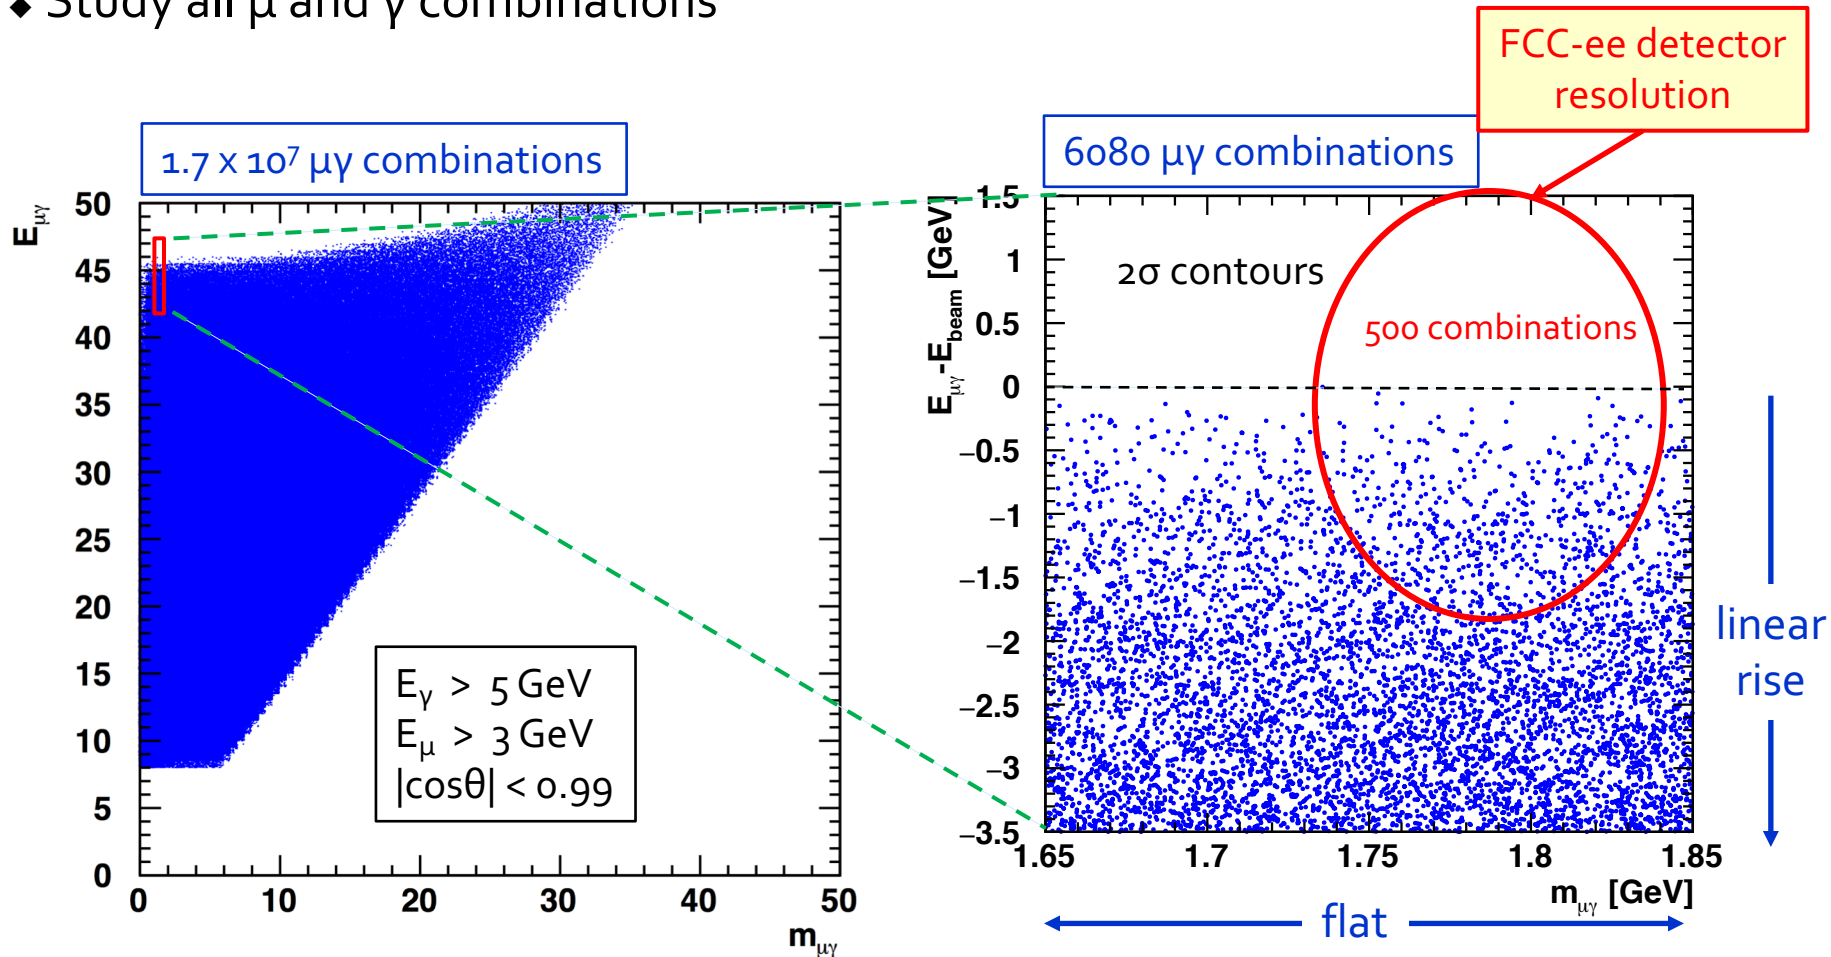 ◆ Study all μ and γ combinations
FCC-ee detector
resolution
1.7 x 10⁷ μγ combinations
6080 μγ combinations
E_μγ
50
45
40
35
30
25
20
15
10
5
0
0 10 20 30 40 50
m_μγ
E_γ > 5 GeV
E_μ > 3 GeV
|cosθ| < 0.99
E_μγ-E_beam [GeV]
1.5
1
0.5
0
−0.5
−1
−1.5
−2
−2.5
−3
−3.5
2σ contours
500 combinations
1.65 1.7 1.75 1.8 1.85
m_μγ [GeV]
flat
linear
rise